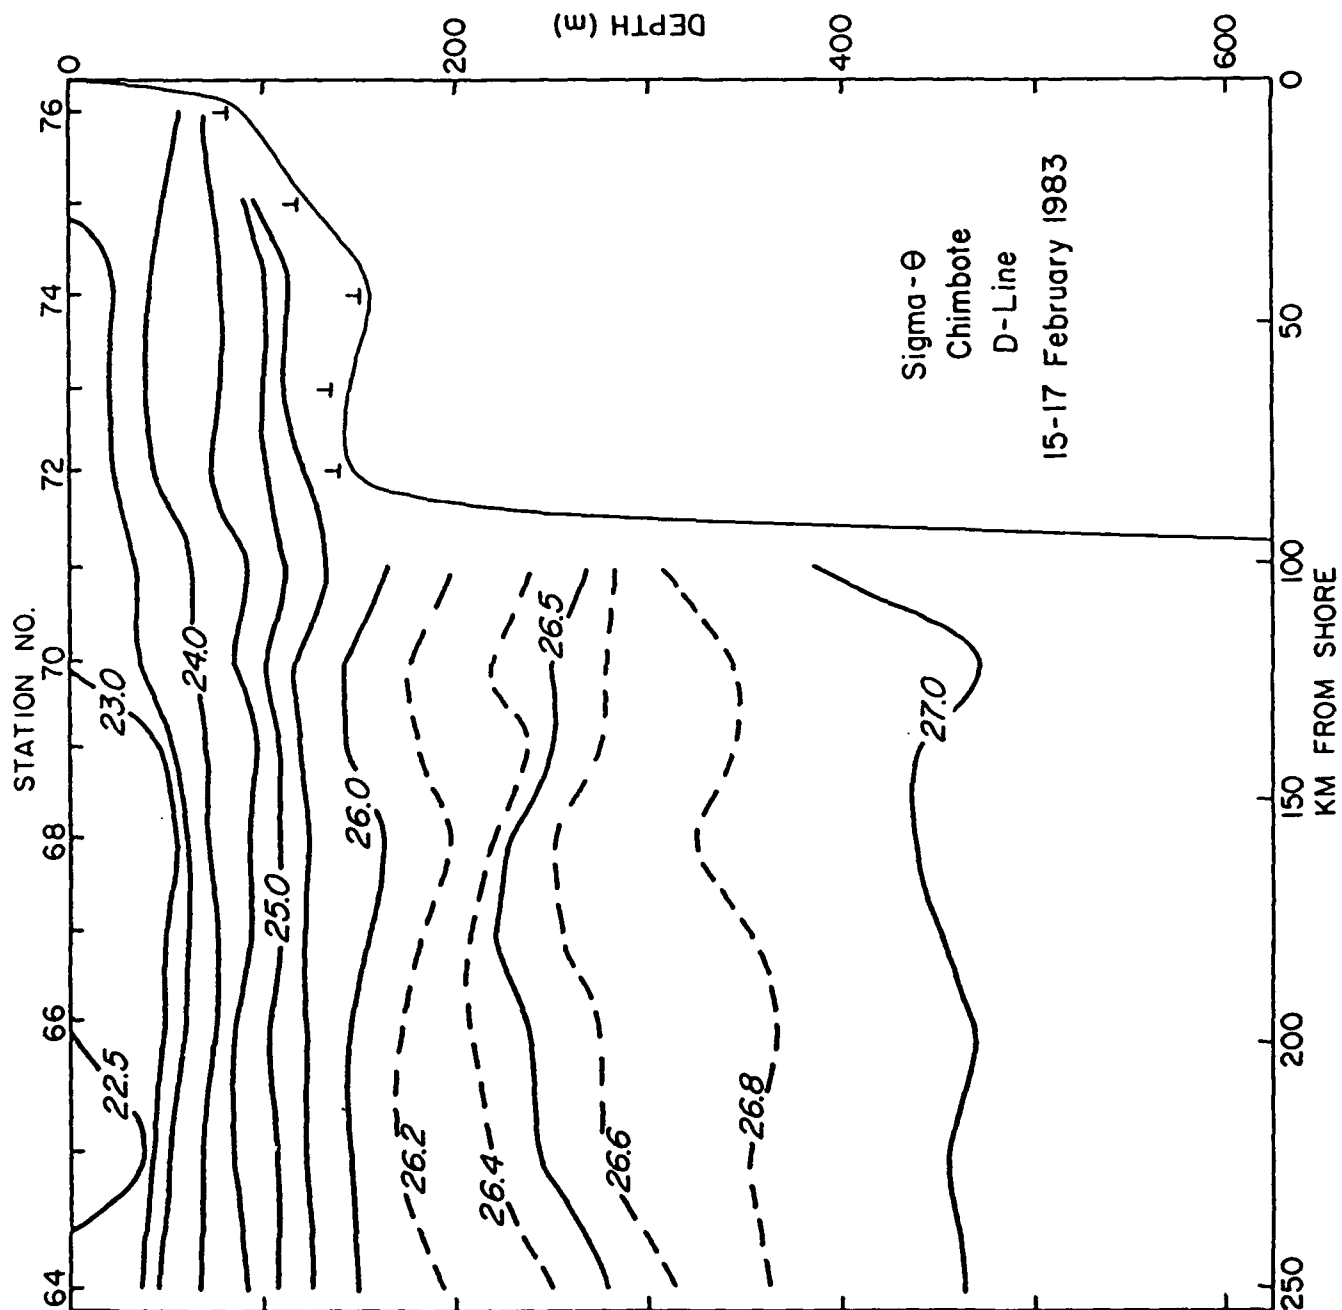 STATION NO.
64 66 68 70 72 74 76
0
200
400
600
DEPTH (m)
22.5
23.0
24.0
25.0
26.0
26.2
26.4
26.5
26.6
26.8
27.0
T T T T T
Sigma-Θ
Chimbote
D-Line
15-17 February 1983
250 200 150 100 50 0
KM FROM SHORE